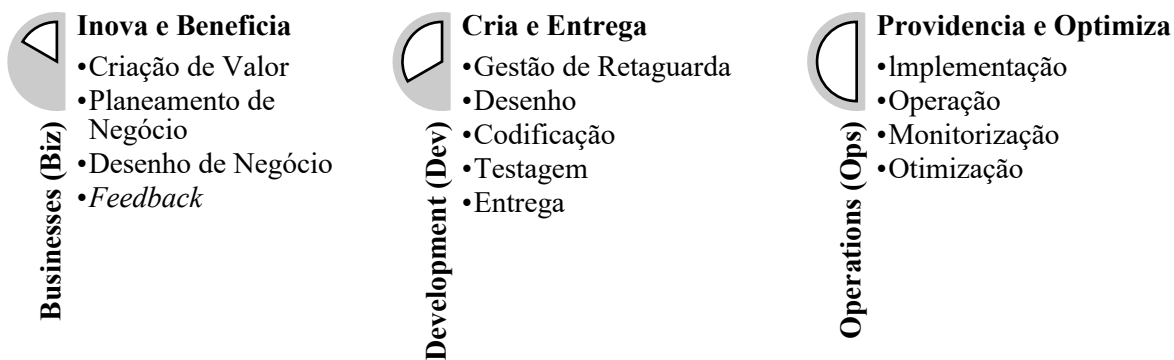 Businesses (Biz)
Inova e Beneficia
•Criação de Valor
•Planeamento de
Negócio
•Desenho de Negócio
•Feedback
Development (Dev)
Cria e Entrega
•Gestão de Retaguarda
•Desenho
•Codificação
•Testagem
•Entrega
Operations (Ops)
Providencia e Optimiza
•Implementação
•Operação
•Monitorização
•Otimização